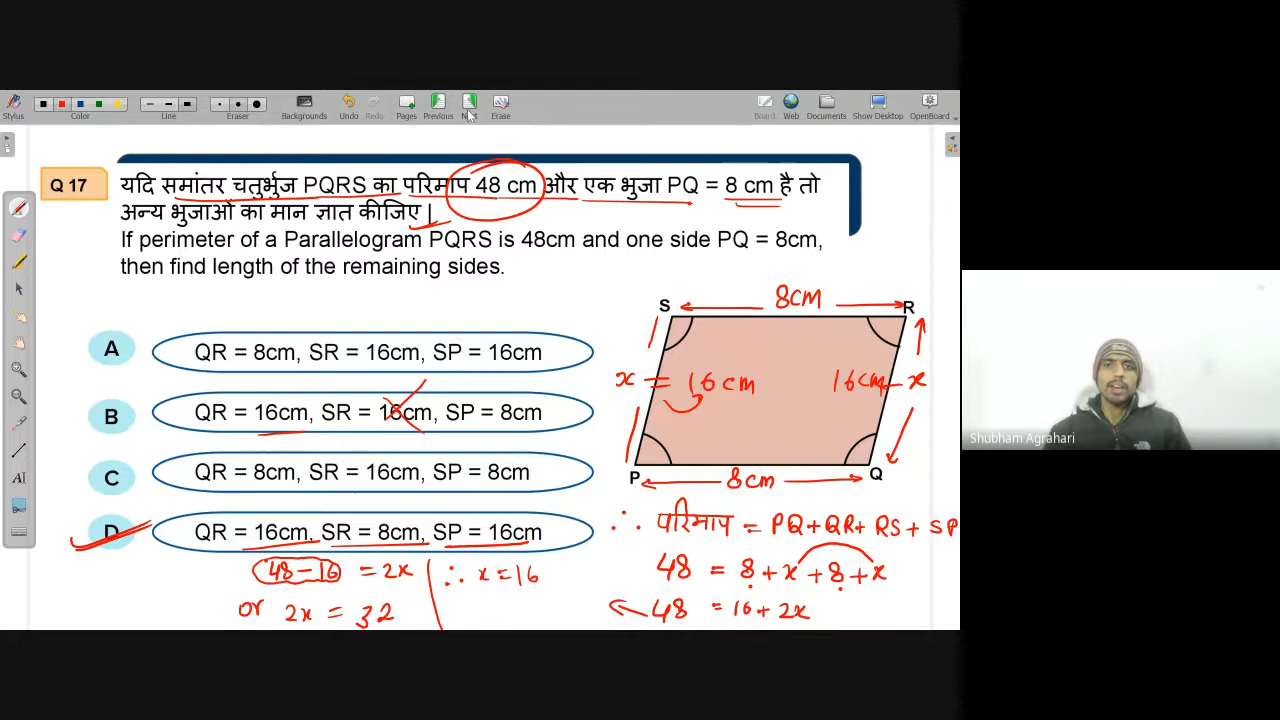 Stylus
Color
Line
Eraser
Backgrounds
Undo
Redo
Pages
Previous
Erase
Board
Web
Documents
Show Desktop
OpenBoard
Q 17
यदि समांतर चतुर्भुज PQRS का परिमाप 48 cm और एक भुजा PQ = 8 cm है तो
अन्य भुजाओं का मान ज्ञात कीजिए |
If perimeter of a Parallelogram PQRS is 48cm and one side PQ = 8cm,
then find length of the remaining sides.
A
QR = 8cm, SR = 16cm, SP = 16cm
B
QR = 16cm, SR = 16cm, SP = 8cm
C
QR = 8cm, SR = 16cm, SP = 8cm
D
QR = 16cm, SR = 8cm, SP = 16cm
48 - 16 = 2x
or 2x = 32
∴ x = 16
S
8cm
R
x = 16cm
16cm
x
P
8cm
Q
∴ परिमाप = PQ + QR + RS + SP
48 = 8 + x + 8 + x
48 = 16 + 2x
Shubham Agrahari